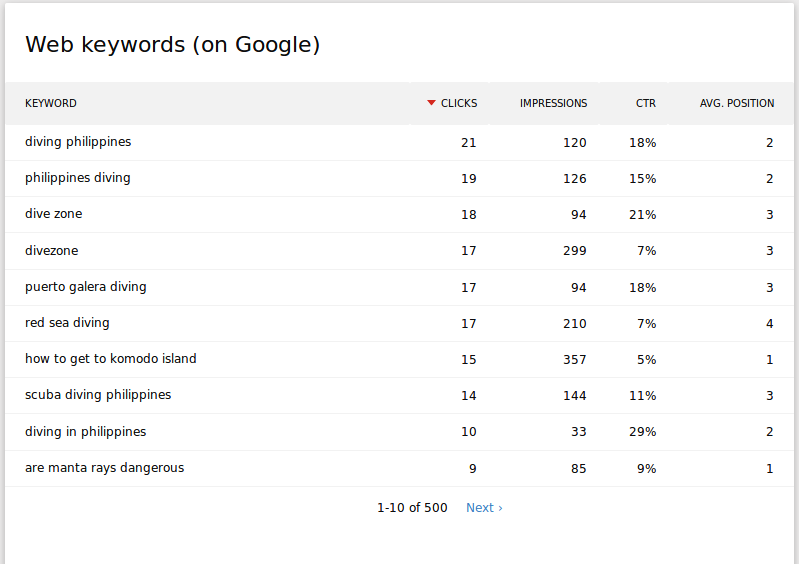 Web keywords (on Google)
KEYWORD CLICKS IMPRESSIONS CTR AVG. POSITION
diving philippines 21 120 18% 2
philippines diving 19 126 15% 2
dive zone 18 94 21% 3
divezone 17 299 7% 3
puerto galera diving 17 94 18% 3
red sea diving 17 210 7% 4
how to get to komodo island 15 357 5% 1
scuba diving philippines 14 144 11% 3
diving in philippines 10 33 29% 2
are manta rays dangerous 9 85 9% 1
1-10 of 500 Next ›